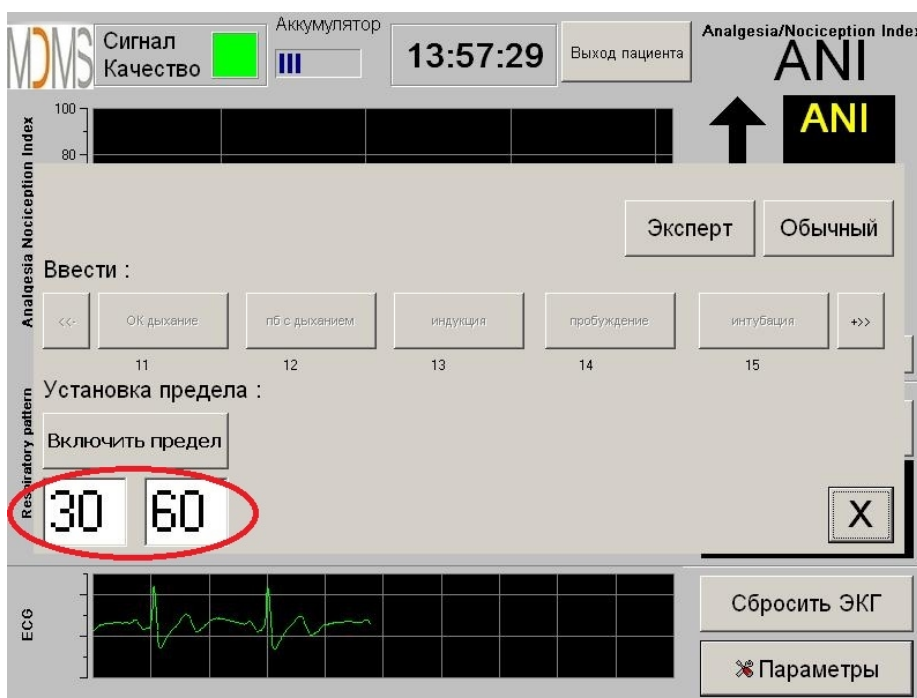 MDMS
Сигнал
Качество
Аккумулятор
13:57:29
Выход пациента
Analgesia/Nociception Index
ANI
ANI
Analgesia Nociception Index
100
80
Эксперт
Обычный
Ввести :
<<-
ОК дыхание
пб с дыханием
индукция
пробуждение
интубация
+>>
11
12
13
14
15
Установка предела :
Включить предел
30
60
X
Respiratory pattern
ECG
Сбросить ЭКГ
Параметры